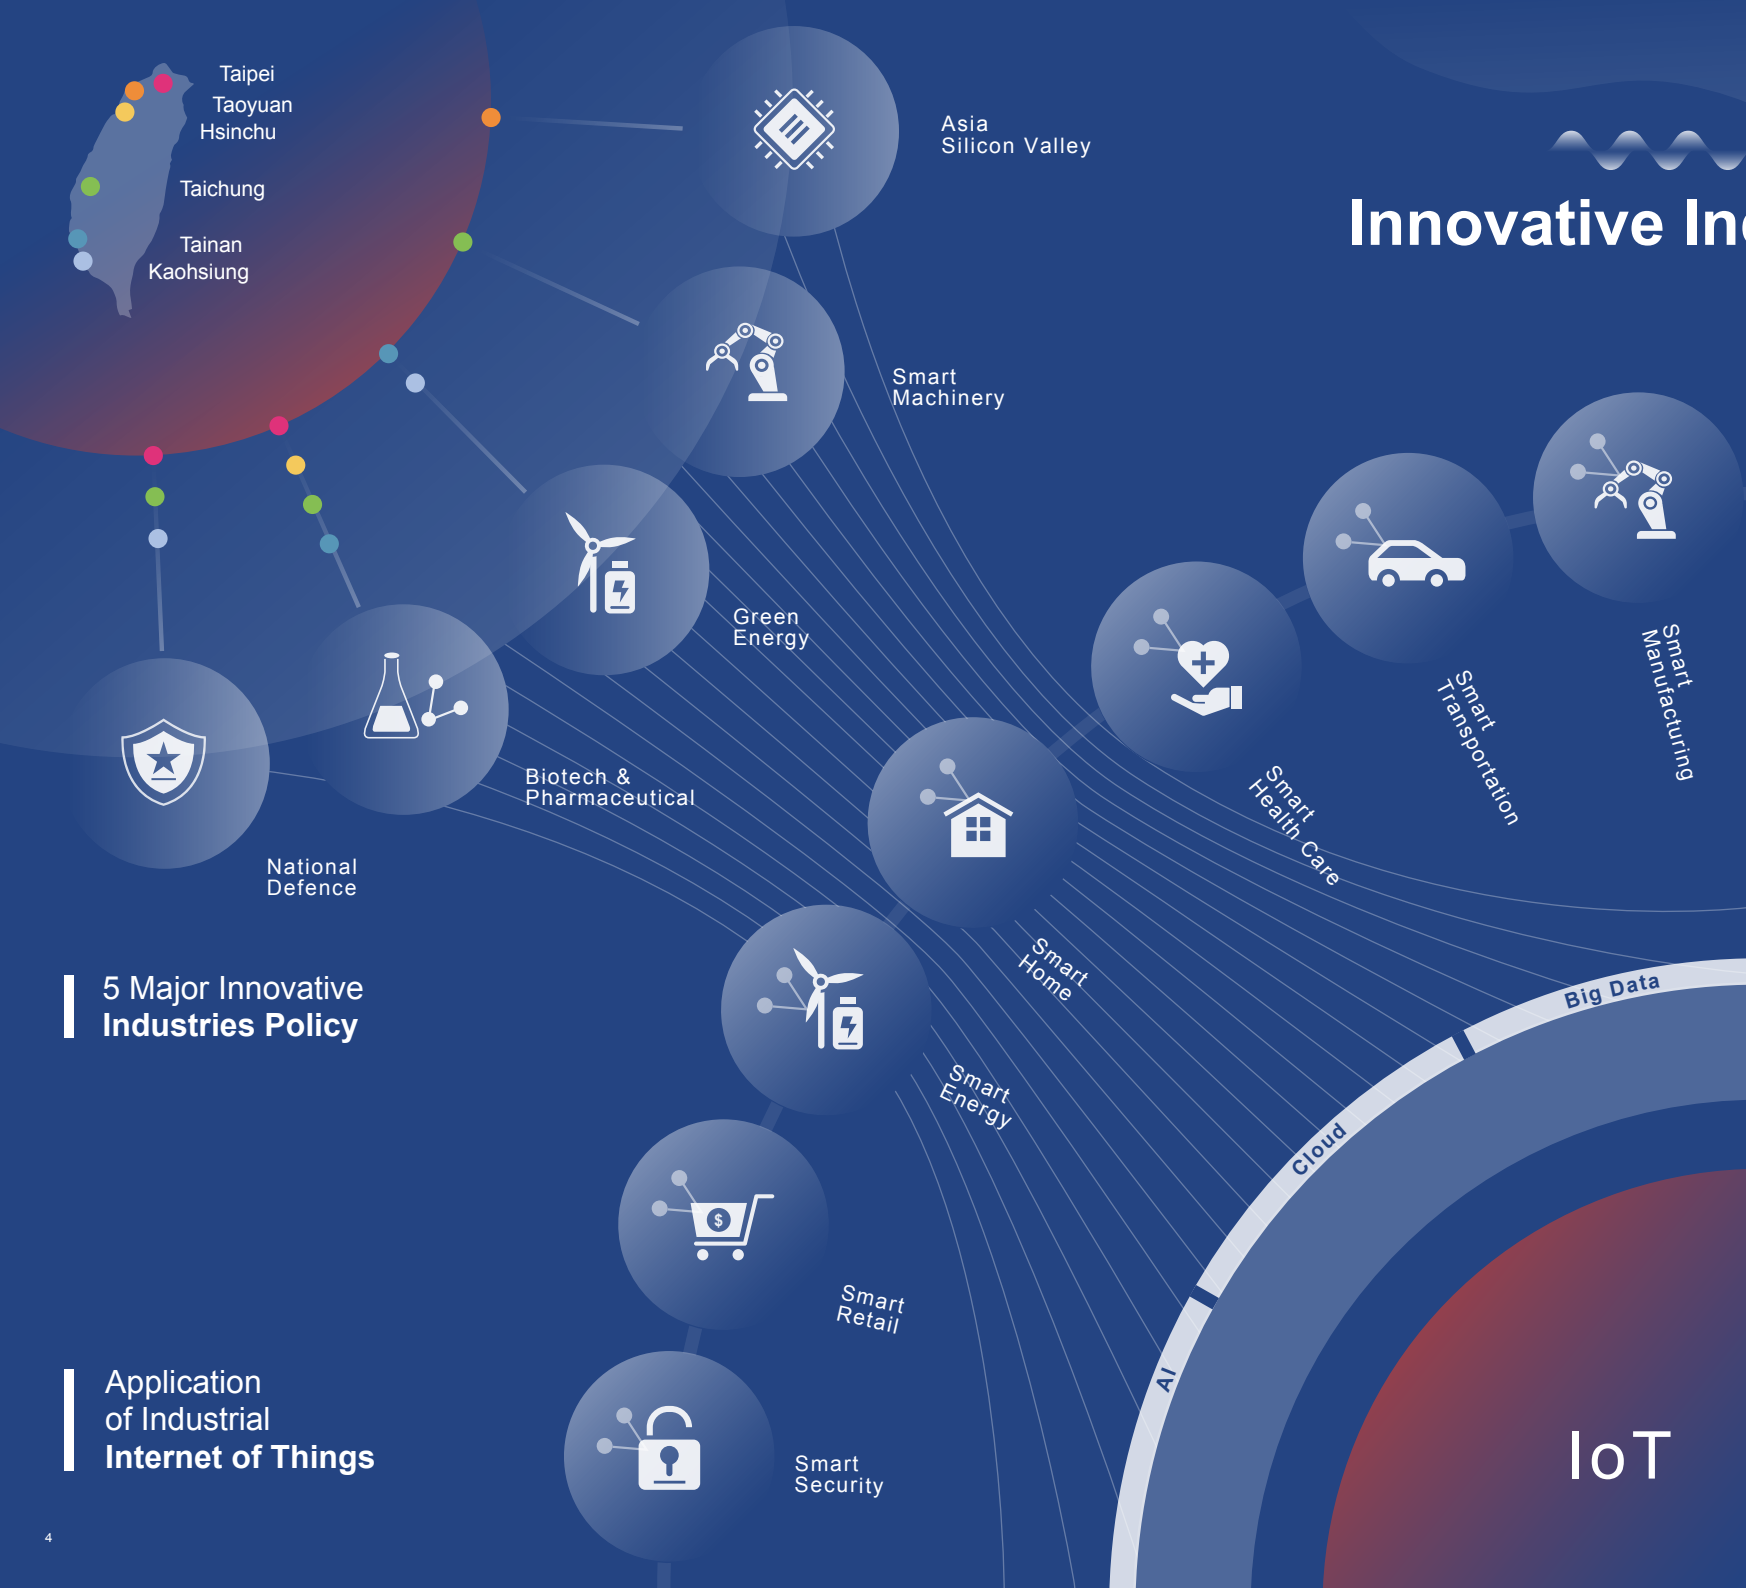 Taipei
Taoyuan
Hsinchu
Taichung
Tainan
Kaohsiung
Asia
Silicon Valley
Innovative In
Smart
Machinery
Green
Energy
Biotech &
Pharmaceutical
National
Defence
Smart
Manufacturing
Smart
Transportation
Smart
Health Care
Smart
Home
Smart
Energy
Smart
Retail
$
Smart
Security
5 Major Innovative
Industries Policy
Application
of Industrial
Internet of Things
Big Data
Cloud
AI
IoT
4